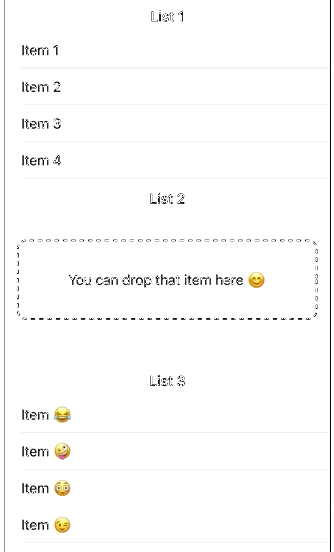 List 1
Item 1
Item 2
Item 3
Item 4
List 2
You can drop that item here 😊
List 3
Item 😂
Item 🤪
Item 😳
Item 😉